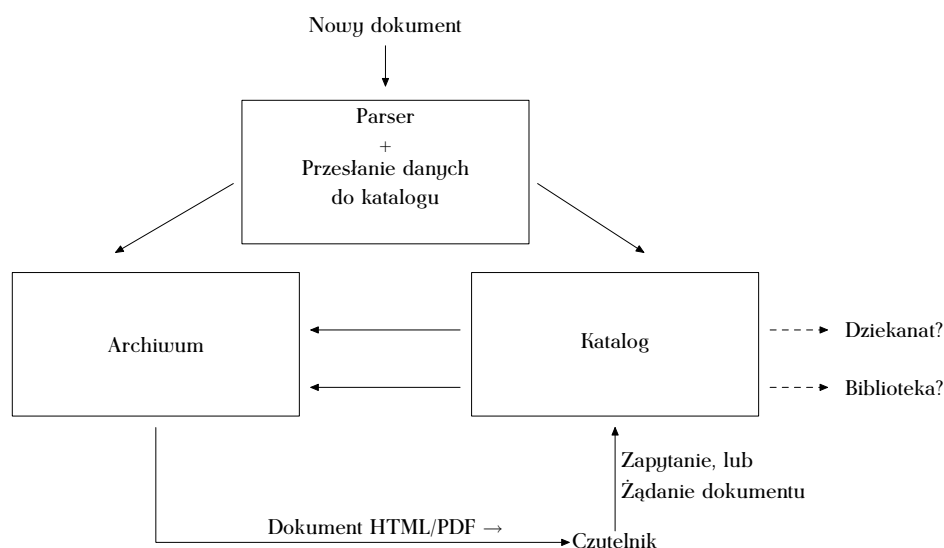 Nowy dokument
Parser
+
Przesłanie danych
do katalogu
Archiwum
Katalog
Dziekanat?
Biblioteka?
Zapytanie, lub
Żądanie dokumentu
Dokument HTML/PDF →
Czytelnik